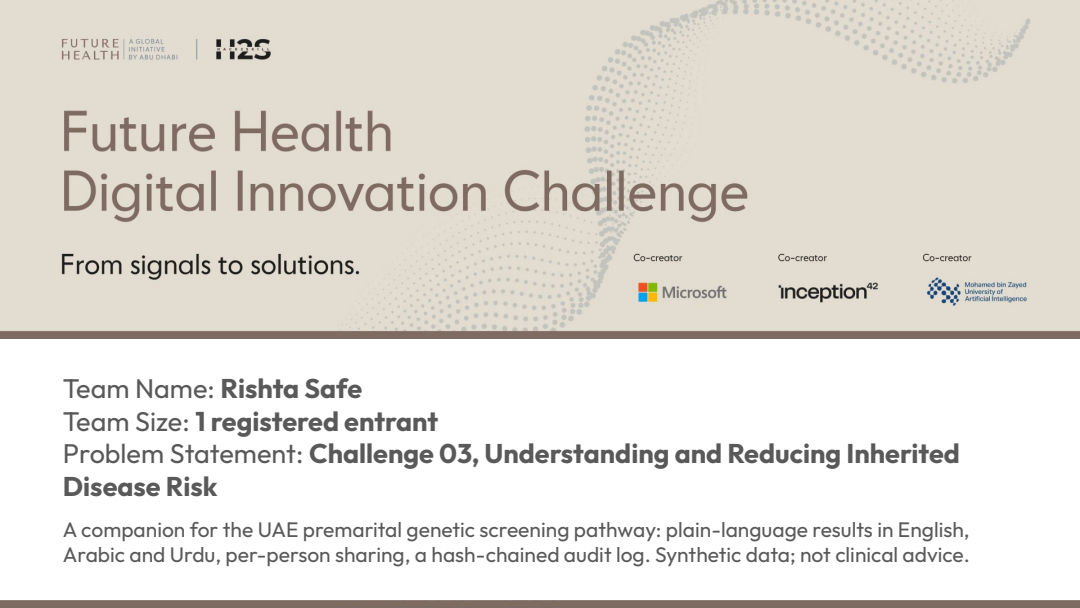 FUTURE HEALTH
A GLOBAL INITIATIVE BY ABU DHABI
H2S
Future Health
Digital Innovation Challenge
From signals to solutions.
Co-creator
Microsoft
Co-creator
inception42
Co-creator
Mohamed bin Zayed University of Artificial Intelligence
Team Name: Rishta Safe
Team Size: 1 registered entrant
Problem Statement: Challenge 03, Understanding and Reducing Inherited
Disease Risk
A companion for the UAE premarital genetic screening pathway: plain-language results in English,
Arabic and Urdu, per-person sharing, a hash-chained audit log. Synthetic data; not clinical advice.